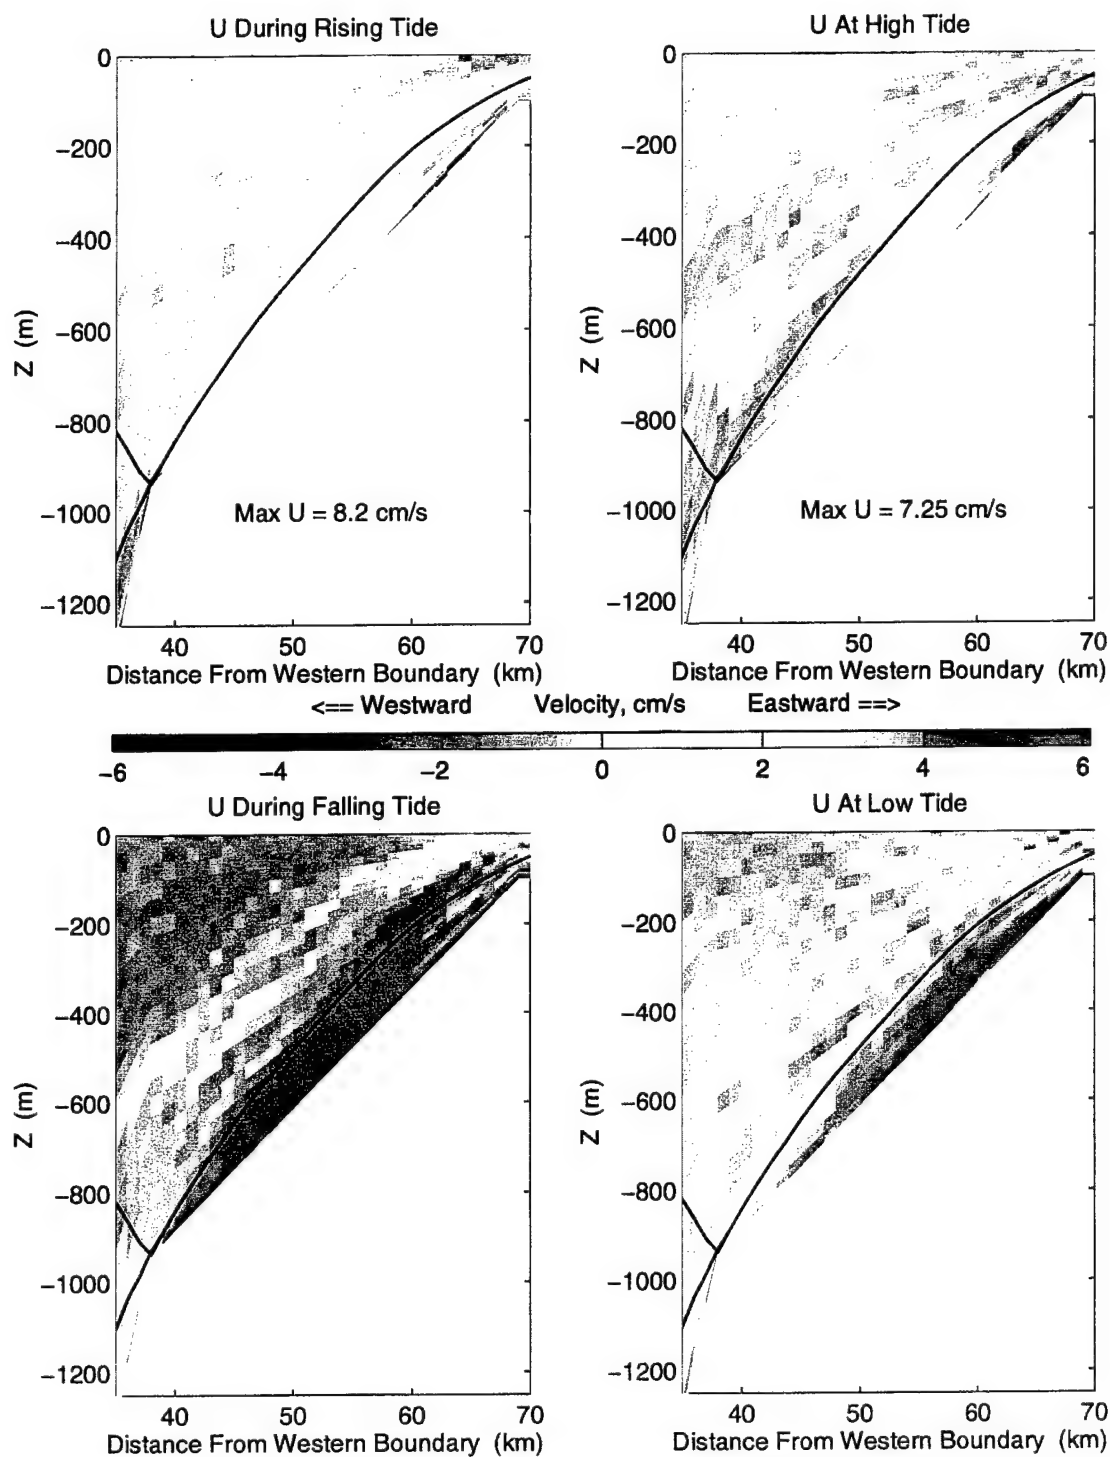 U During Rising Tide
U At High Tide
0
−200
−400
−600
−800
−1000
−1200
Z (m)
Max U = 8.2 cm/s
40 50 60 70
Distance From Western Boundary (km)
0
−200
−400
−600
−800
−1000
−1200
Z (m)
Max U = 7.25 cm/s
40 50 60 70
Distance From Western Boundary (km)
<== Westward Velocity, cm/s Eastward ==>
−6 −4 −2 0 2 4 6
U During Falling Tide
U At Low Tide
0
−200
−400
−600
−800
−1000
−1200
Z (m)
40 50 60 70
Distance From Western Boundary (km)
0
−200
−400
−600
−800
−1000
−1200
Z (m)
40 50 60 70
Distance From Western Boundary (km)